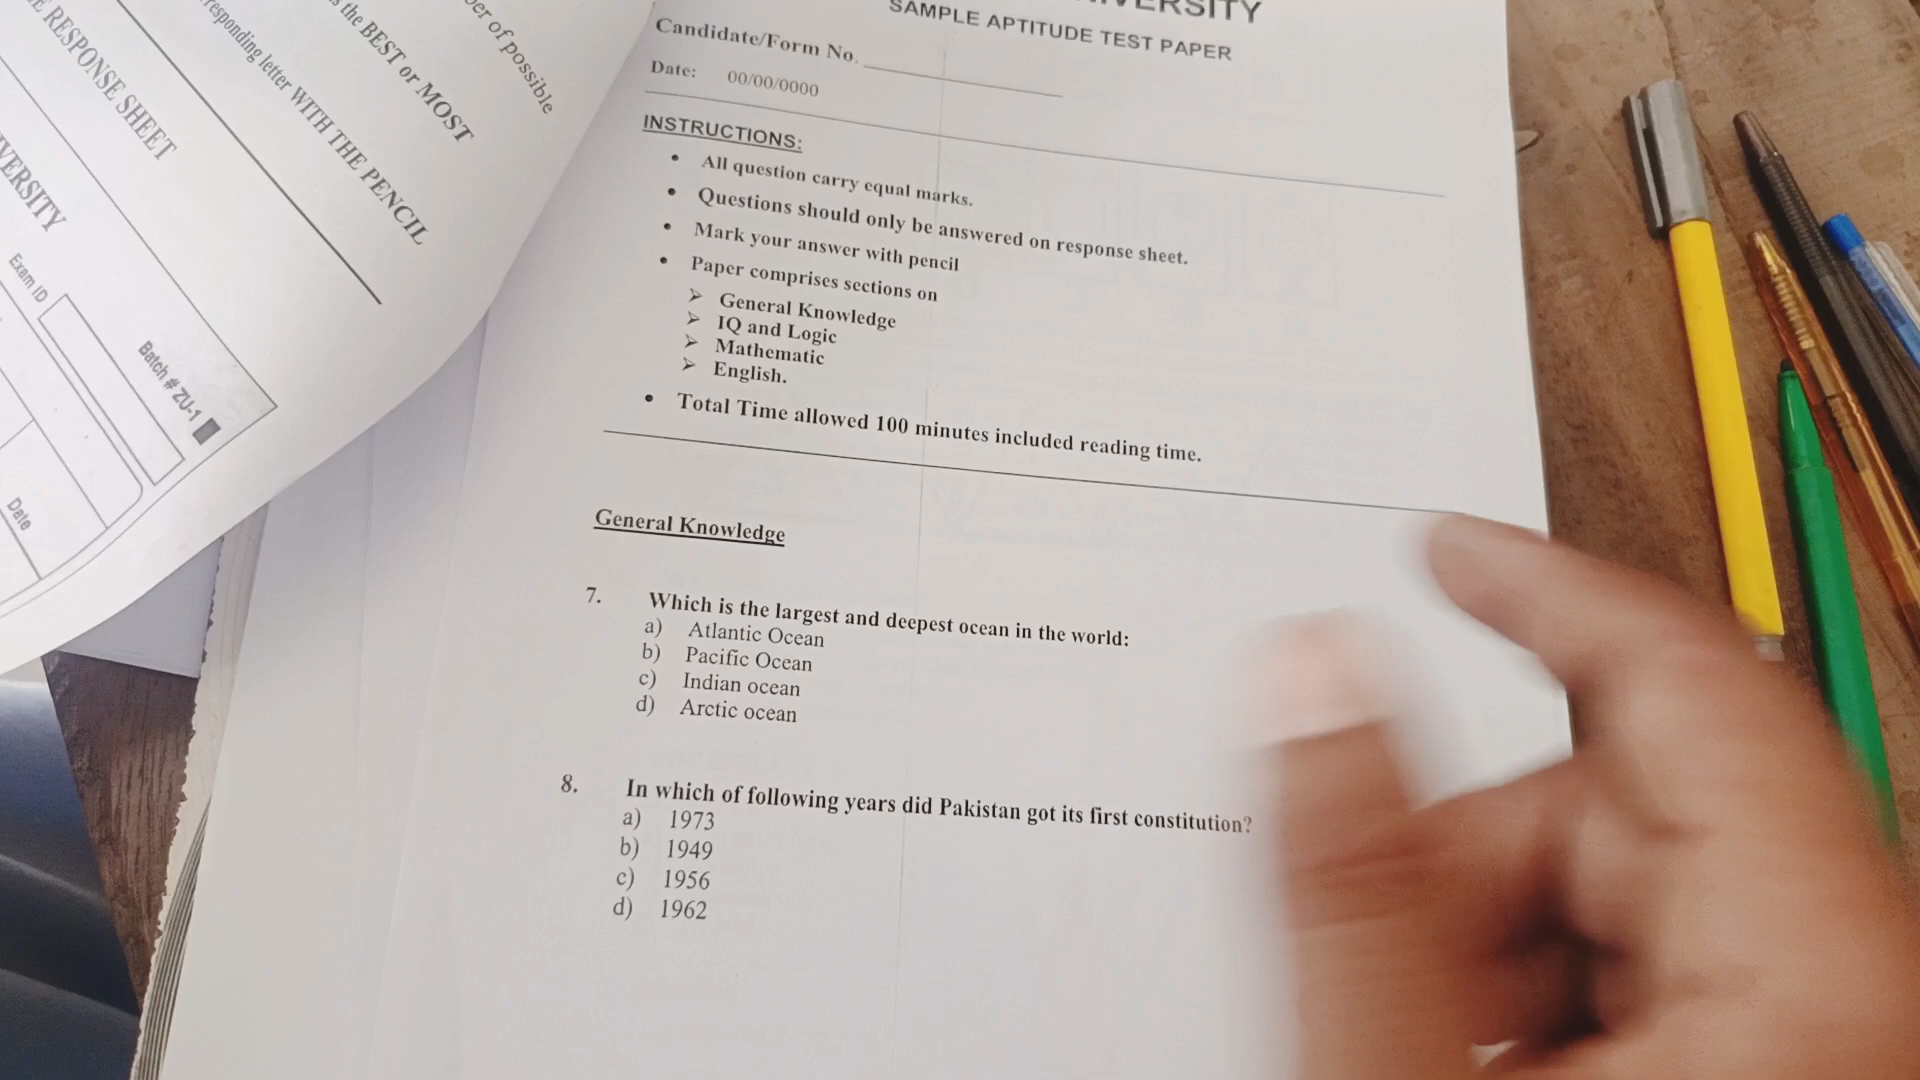 per of possible
s the BEST or MOST
responding letter WITH THE PENCIL
RESPONSE SHEET
Exam ID
Batch # ZU-1
Date
SAMPLE APTITUDE TEST PAPER
Candidate/Form No.
Date: 00/00/0000
INSTRUCTIONS:
• All question carry equal marks.
• Questions should only be answered on response sheet.
• Mark your answer with pencil
• Paper comprises sections on
➢ General Knowledge
➢ IQ and Logic
➢ Mathematic
➢ English.
• Total Time allowed 100 minutes included reading time.
General Knowledge
7. Which is the largest and deepest ocean in the world:
a) Atlantic Ocean
b) Pacific Ocean
c) Indian ocean
d) Arctic ocean
8. In which of following years did Pakistan got its first constitution?
a) 1973
b) 1949
c) 1956
d) 1962